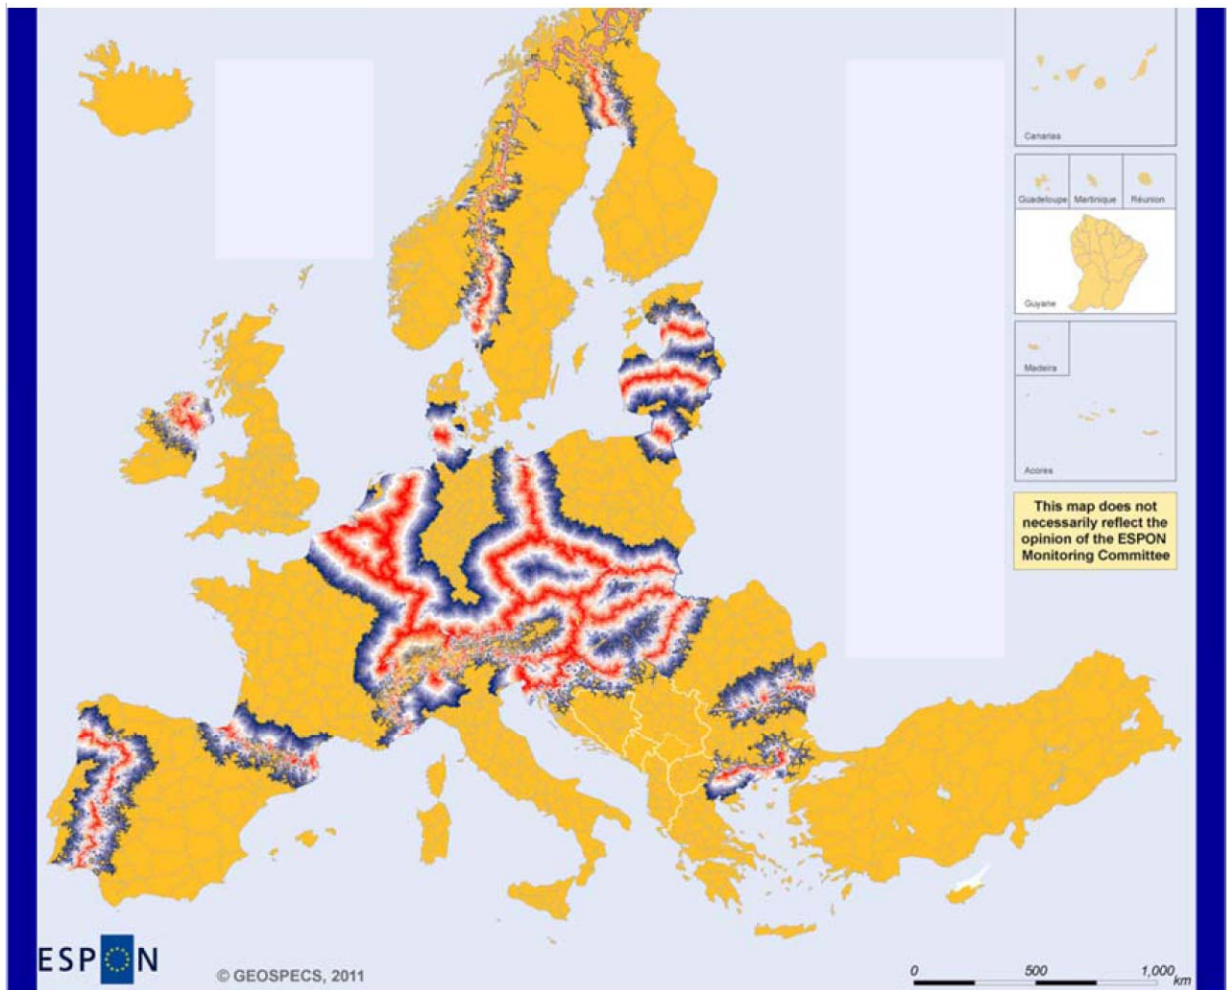 Canarias
Guadeloupe Martinique Réunion
Guyane
Madeira
Acores
This map does not
necessarily reflect the
opinion of the ESPON
Monitoring Committee
ESPON
© GEOSPECS, 2011
0 500 1,000
km